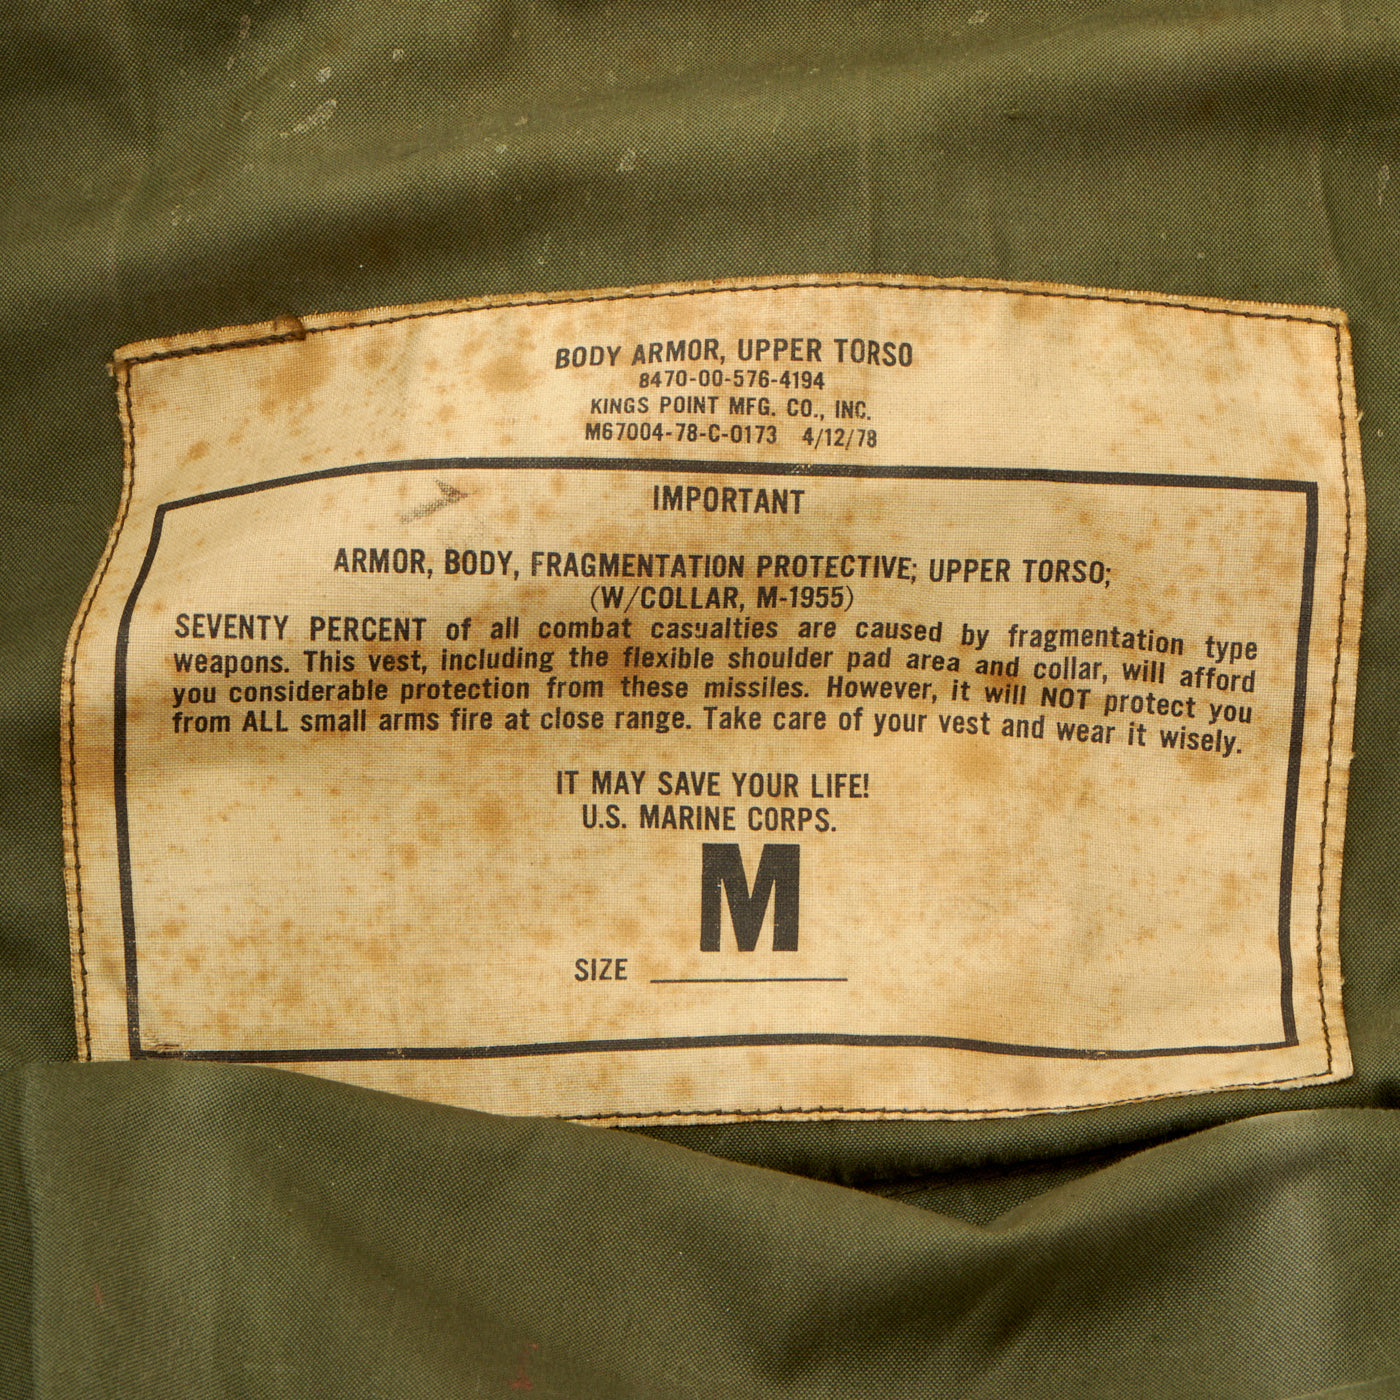 BODY ARMOR, UPPER TORSO
8470-00-576-4194
KINGS POINT MFG. CO., INC.
M67004-78-C-0173 4/12/78
IMPORTANT
ARMOR, BODY, FRAGMENTATION PROTECTIVE; UPPER TORSO;
(W/COLLAR, M-1955)
SEVENTY PERCENT of all combat casualties are caused by fragmentation type
weapons. This vest, including the flexible shoulder pad area and collar, will afford
you considerable protection from these missiles. However, it will NOT protect you
from ALL small arms fire at close range. Take care of your vest and wear it wisely.
IT MAY SAVE YOUR LIFE!
U.S. MARINE CORPS.
M
SIZE